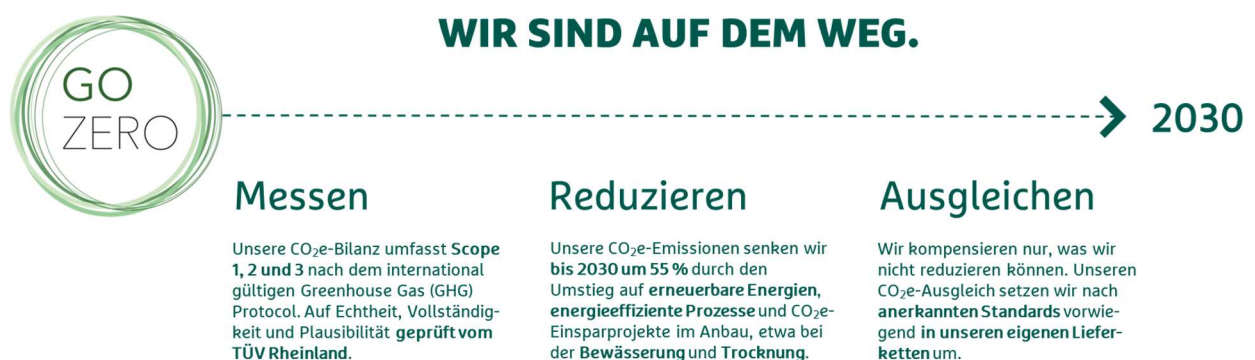 WIR SIND AUF DEM WEG.
GO
ZERO
2030
Messen
Unsere CO₂e-Bilanz umfasst Scope
1, 2 und 3 nach dem international
gültigen Greenhouse Gas (GHG)
Protocol. Auf Echtheit, Vollständig-
keit und Plausibilität geprüft vom
TÜV Rheinland.
Reduzieren
Unsere CO₂e-Emissionen senken wir
bis 2030 um 55 % durch den
Umstieg auf erneuerbare Energien,
energieeffiziente Prozesse und CO₂e-
Einsparprojekte im Anbau, etwa bei
der Bewässerung und Trocknung.
Ausgleichen
Wir kompensieren nur, was wir
nicht reduzieren können. Unseren
CO₂e-Ausgleich setzen wir nach
anerkannten Standards vorwie-
gend in unseren eigenen Liefer-
ketten um.